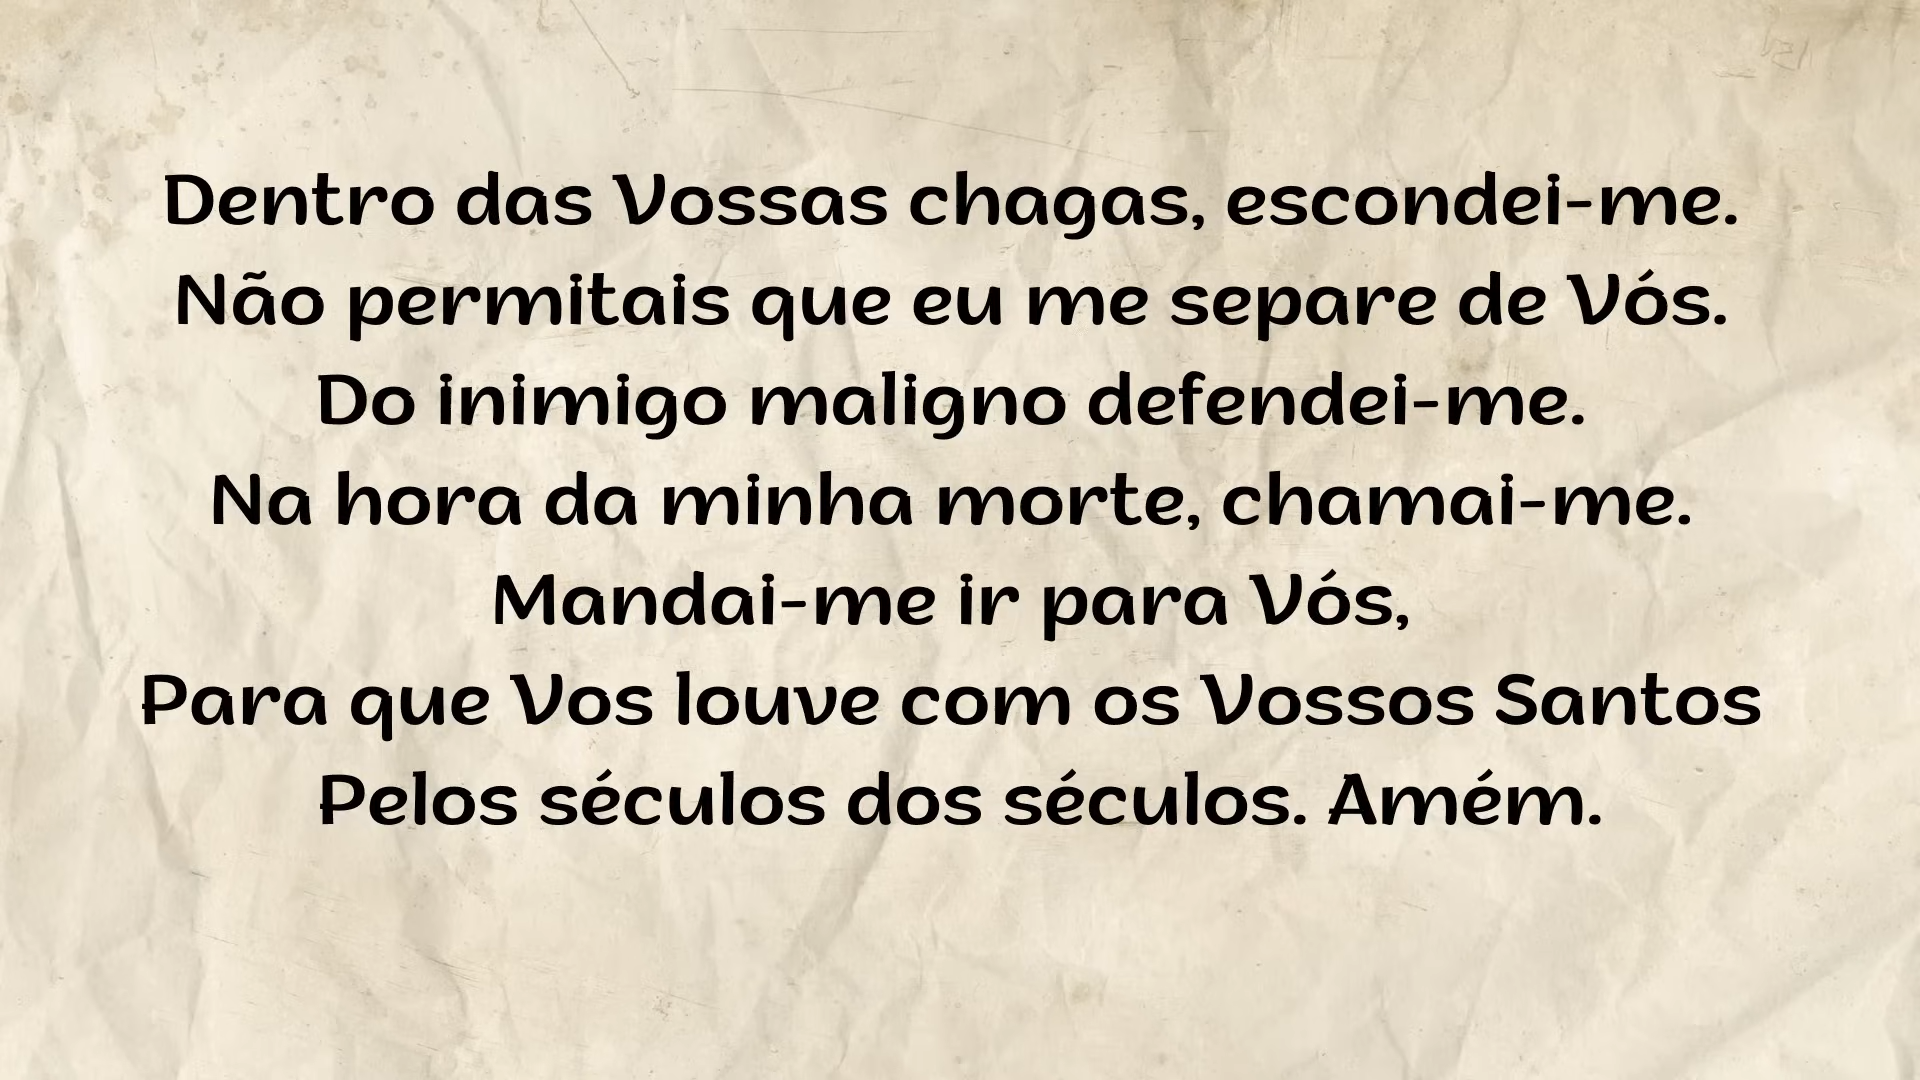 Dentro das Vossas chagas, escondei-me.
Não permitais que eu me separe de Vós.
Do inimigo maligno defendei-me.
Na hora da minha morte, chamai-me.
Mandai-me ir para Vós,
Para que Vos louve com os Vossos Santos
Pelos séculos dos séculos. Amém.